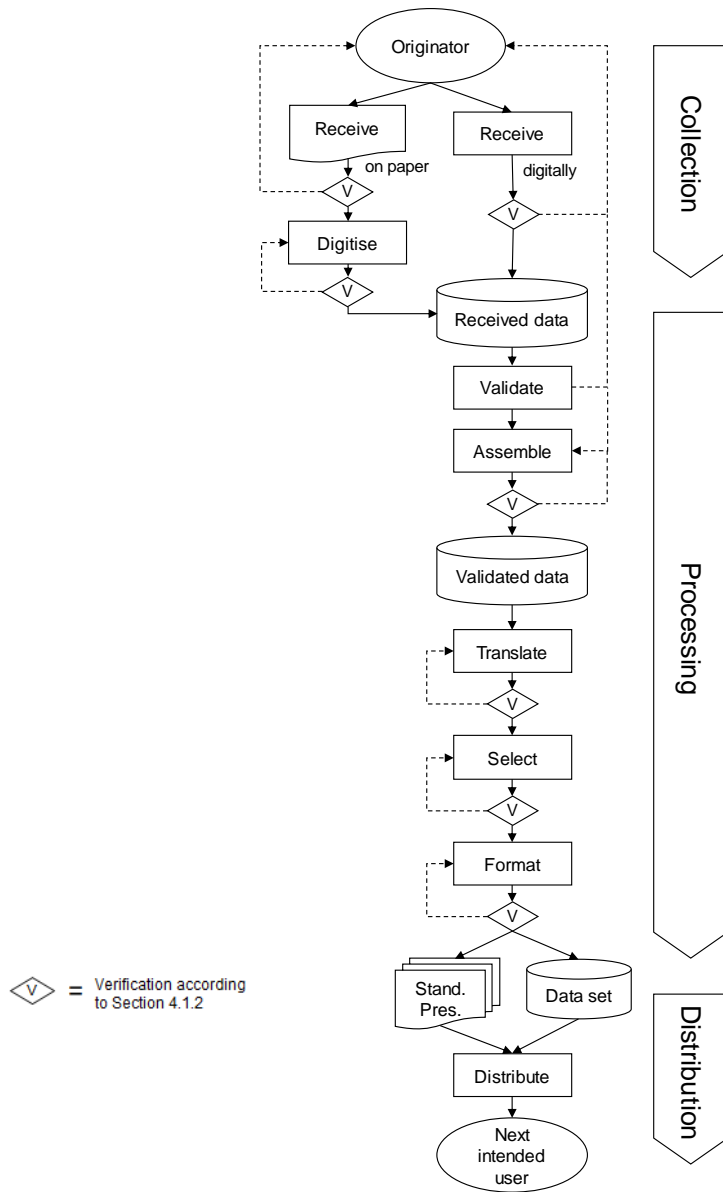 Originator
Receive
Receive
on paper
digitally
V
V
Digitise
V
Received data
Validate
Assemble
V
Validated data
Translate
V
Select
V
Format
V
Stand.
Pres.
Data set
Distribute
Next
intended
user
V = Verification according
to Section 4.1.2
Collection
Processing
Distribution